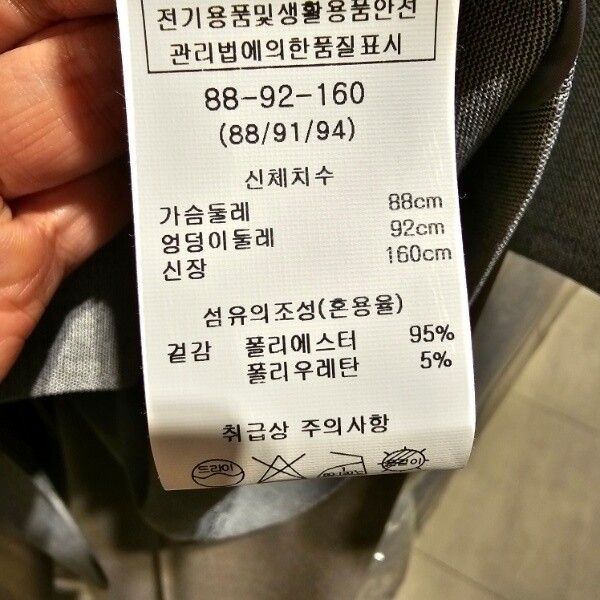 전기용품및생활용품안전
관리법에의한품질표시
88-92-160
(88/91/94)
신체치수
가슴둘레 88cm
엉덩이둘레 92cm
신장 160cm
섬유의조성(혼용율)
겉감 폴리에스터 95%
폴리우레탄 5%
취급상 주의사항
드라이